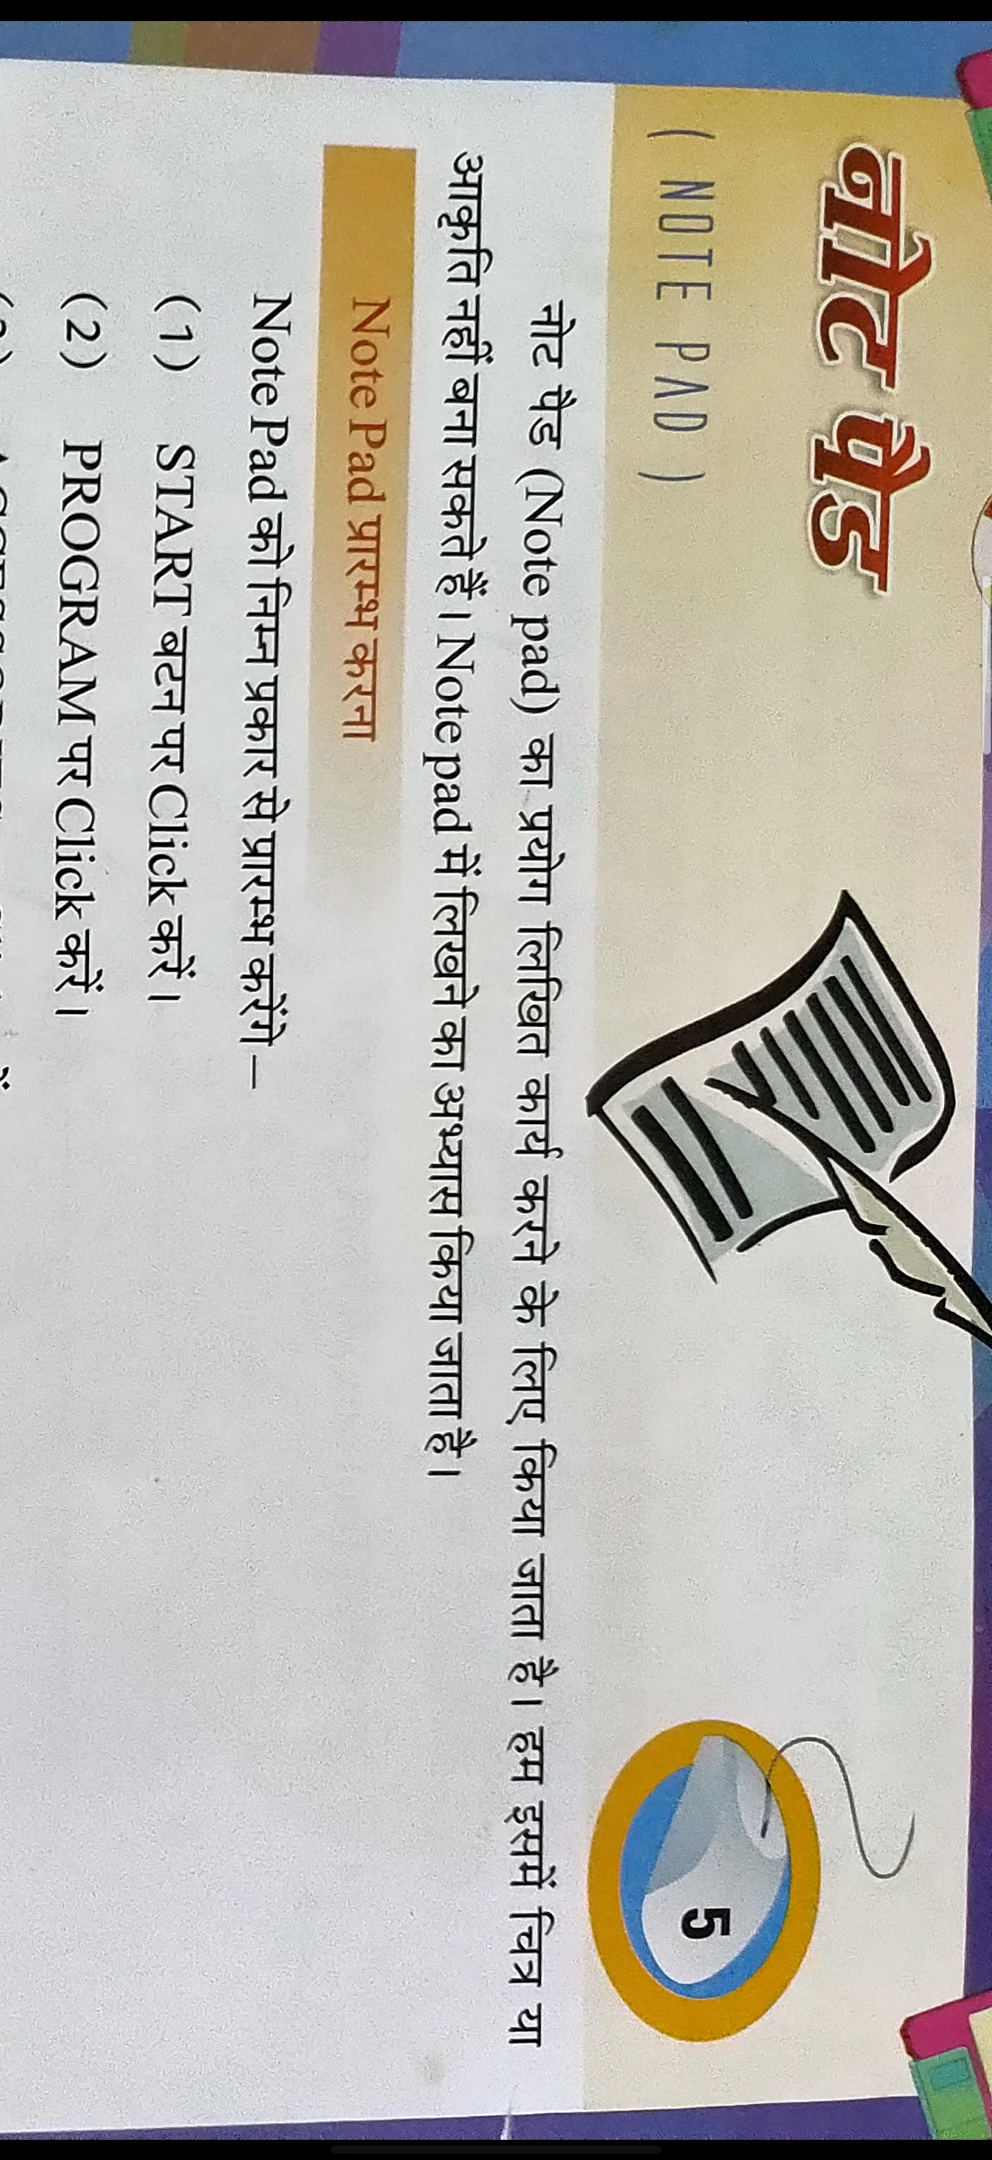 नोट पैड
( NOTE PAD )
5
नोट पैड (Note pad) का प्रयोग लिखित कार्य करने के लिए किया जाता है। हम इसमें चित्र या
आकृति नहीं बना सकते हैं। Note pad में लिखने का अभ्यास किया जाता है।
Note Pad प्रारम्भ करना
Note Pad को निम्न प्रकार से प्रारम्भ करेंगे –
(1) START बटन पर Click करें।
(2) PROGRAM पर Click करें।